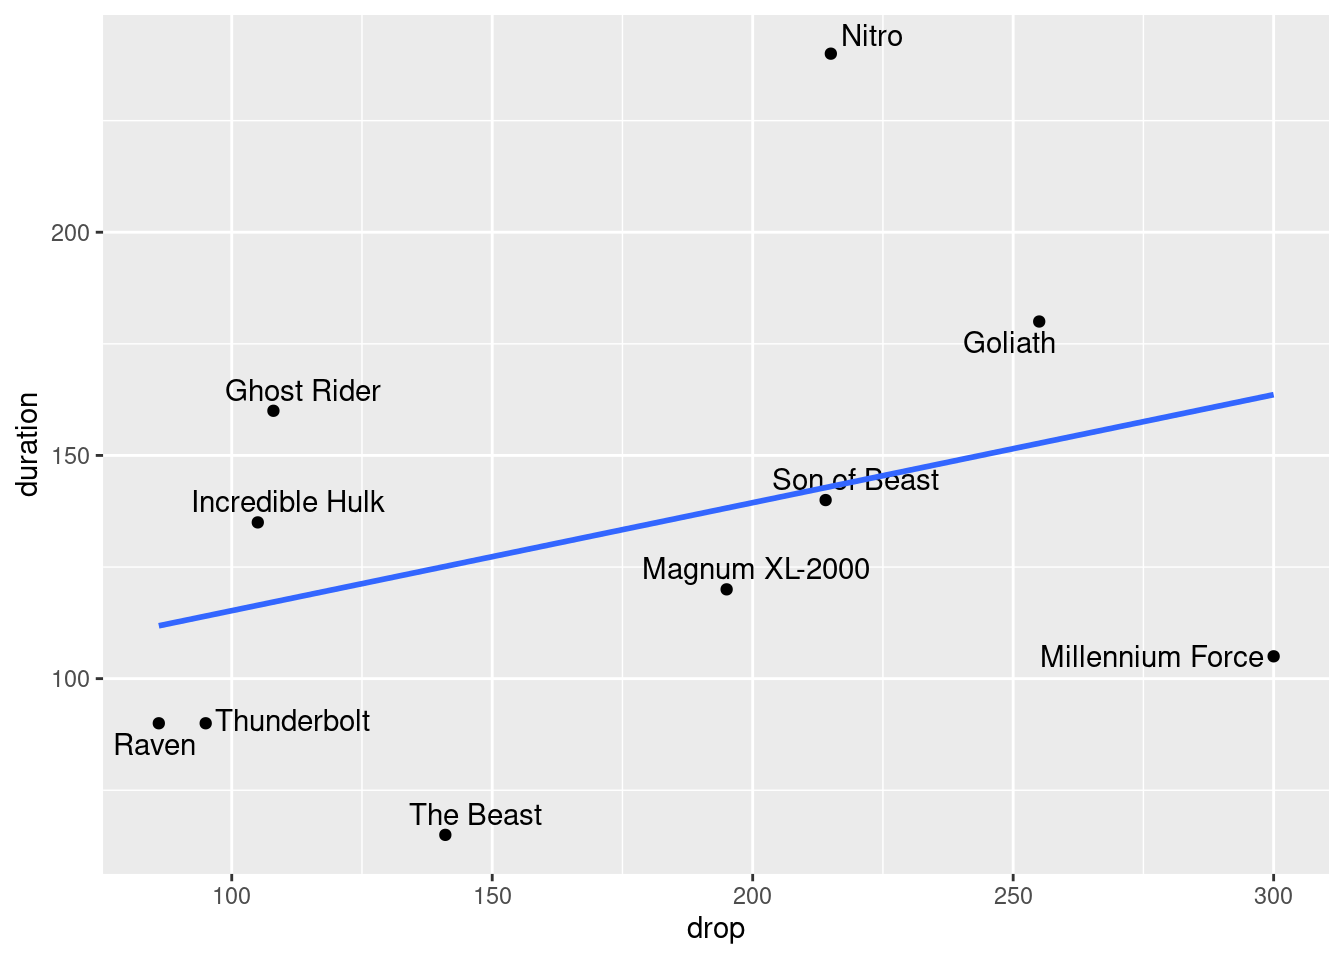 Nitro
200
Goliath
Ghost Rider
150
Son of Beast
Incredible Hulk
Magnum XL-2000
Millennium Force
100
Thunderbolt
Raven
The Beast
duration
100 150 200 250 300
drop